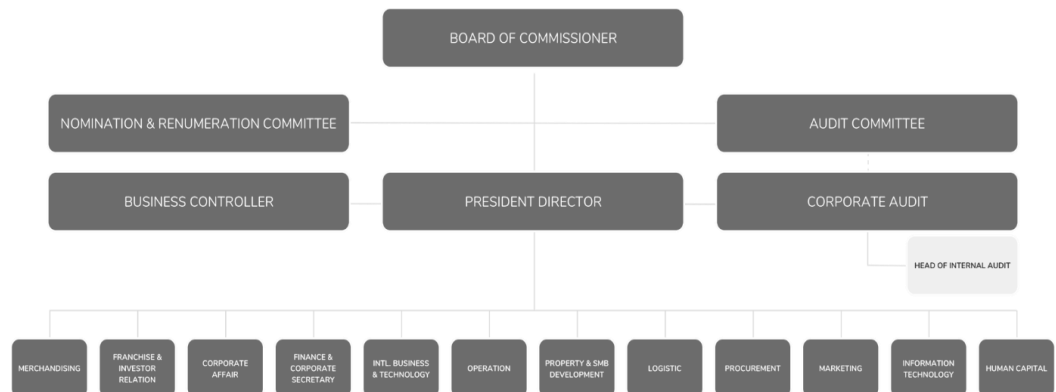 BOARD OF COMMISSIONER
NOMINATION & RENUMERATION COMMITTEE
AUDIT COMMITTEE
BUSINESS CONTROLLER
PRESIDENT DIRECTOR
CORPORATE AUDIT
HEAD OF INTERNAL AUDIT
MERCHANDISING
FRANCHISE &
INVESTOR
RELATION
CORPORATE
AFFAIR
FINANCE &
CORPORATE
SECRETARY
INTL. BUSINESS
& TECHNOLOGY
OPERATION
PROPERTY & SMB
DEVELOPMENT
LOGISTIC
PROCUREMENT
MARKETING
INFORMATION
TECHNOLOGY
HUMAN CAPITAL